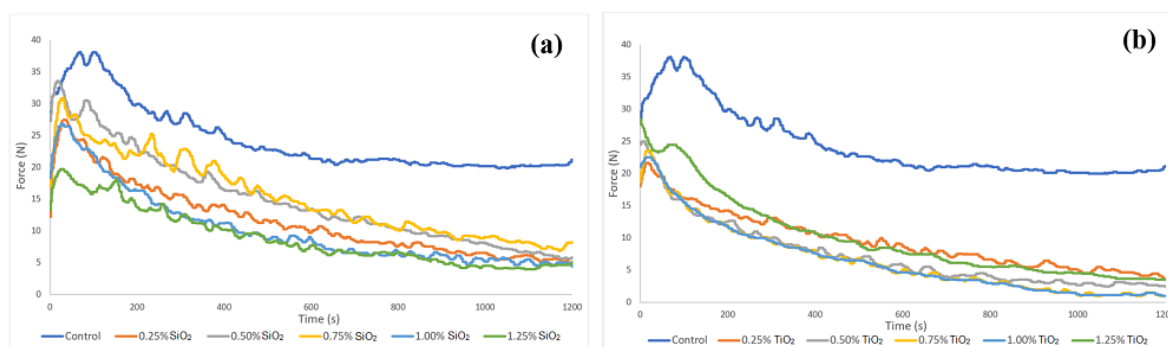 (a)
40
35
30
25
20
15
10
5
0
Force (N)
0 200 400 600 800 1000 1200
Time (s)
Control 0.25% SiO₂ 0.50% SiO₂ 0.75% SiO₂ 1.00% SiO₂ 1.25% SiO₂
(b)
40
35
30
25
20
15
10
5
0
Force (N)
0 200 400 600 800 1000 1200
Time (s)
Control 0.25% TiO₂ 0.50% TiO₂ 0.75% TiO₂ 1.00% TiO₂ 1.25% TiO₂